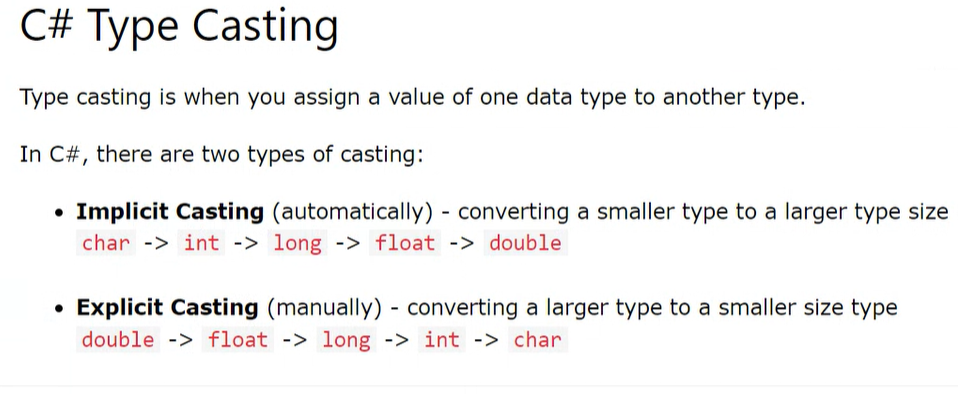 C# Type Casting
Type casting is when you assign a value of one data type to another type.
In C#, there are two types of casting:
• Implicit Casting (automatically) - converting a smaller type to a larger type size
char -> int -> long -> float -> double
• Explicit Casting (manually) - converting a larger type to a smaller size type
double -> float -> long -> int -> char